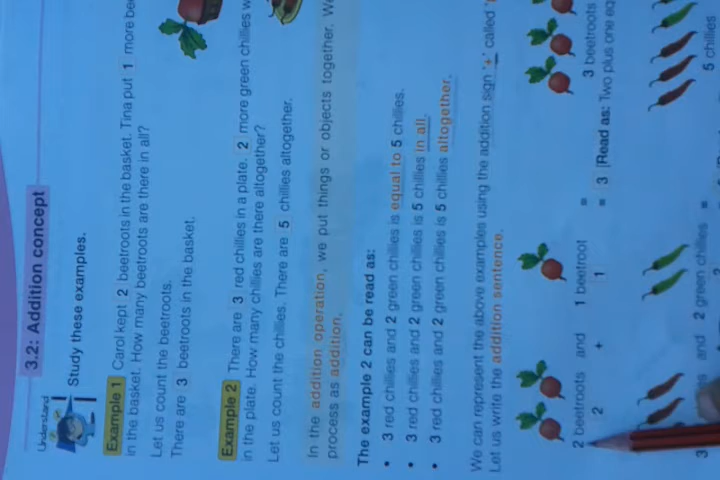 3.2: Addition concept
Understand
Study these examples.
Example 1 Carol kept 2 beetroots in the basket. Tina put 1 more
in the basket. How many beetroots are there in all?
Let us count the beetroots.
There are 3 beetroots in the basket.
Example 2 There are 3 red chillies in a plate. 2 more green chillies
in the plate. How many chillies are there altogether?
Let us count the chillies. There are 5 chillies altogether.
In the addition operation, we put things or objects together.
process as addition.
The example 2 can be read as:
• 3 red chillies and 2 green chillies is equal to 5 chillies.
• 3 red chillies and 2 green chillies is 5 chillies in all.
• 3 red chillies and 2 green chillies is 5 chillies altogether.
We can represent the above examples using the addition sign '+' called
Let us write the addition sentence.
2 beetroots and 1 beetroot = 3 beetroots
2 + 1 = 3 [Read as: Two plus one
3 and 2 green chillies = 5 chillies